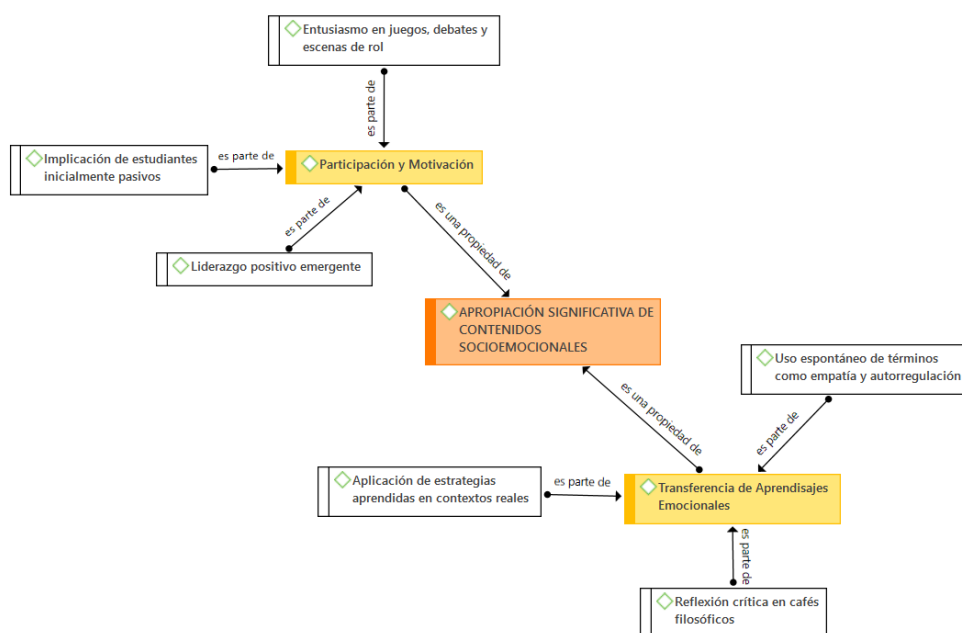 Entusiasmo en juegos, debates y
escenas de rol
es parte de
Implicación de estudiantes
inicialmente pasivos
es parte de
Participación y Motivación
es parte de
Liderazgo positivo emergente
es una propiedad de
APROPIACIÓN SIGNIFICATIVA DE
CONTENIDOS
SOCIOEMOCIONALES
Uso espontáneo de términos
como empatía y autorregulación
es una propiedad de
es parte de
Aplicación de estrategias
aprendidas en contextos reales
es parte de
Transferencia de Aprendisajes
Emocionales
es parte de
Reflexión crítica en cafés
filosóficos